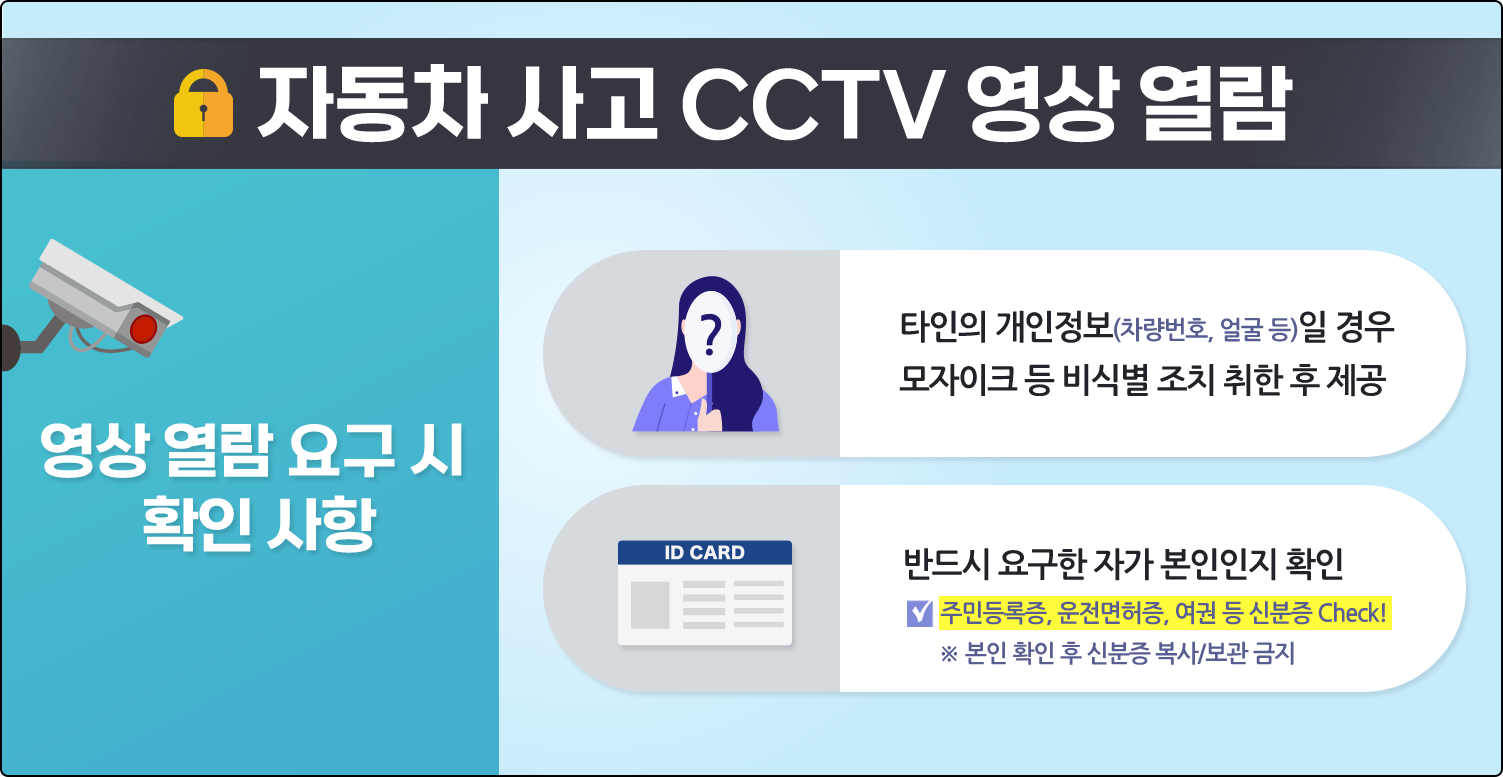 자동차 사고 CCTV 영상 열람
영상 열람 요구 시
확인 사항
?
타인의 개인정보(차량번호, 얼굴 등)일 경우
모자이크 등 비식별 조치 취한 후 제공
ID CARD
반드시 요구한 자가 본인인지 확인
주민등록증, 운전면허증, 여권 등 신분증 Check!
※ 본인 확인 후 신분증 복사/보관 금지